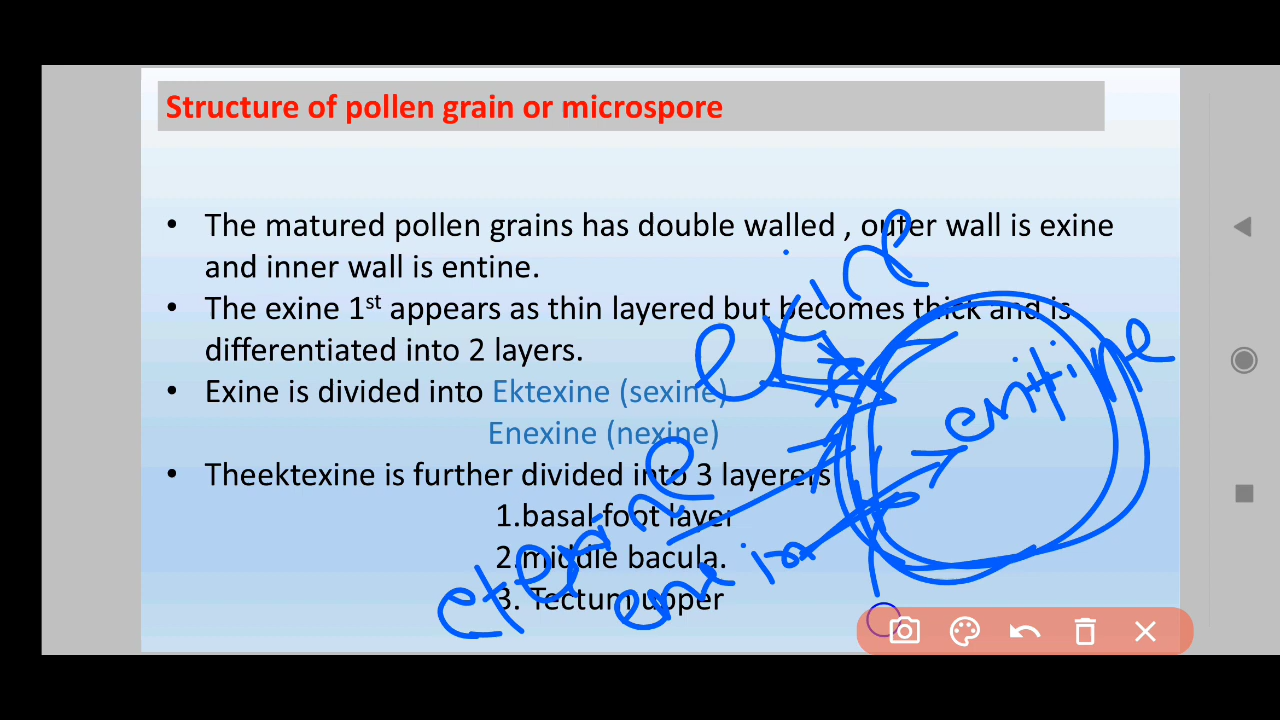 Structure of pollen grain or microspore
• The matured pollen grains has double walled , outer wall is exine
and inner wall is entine.
• The exine 1st appears as thin layered but becomes thick and is
differentiated into 2 layers.
• Exine is divided into Ektexine (sexine)
Enexine (nexine)
• Theektexine is further divided into 3 layerers
1.basal foot layer
2.middle bacula.
3. Tectum upper
exine
entine